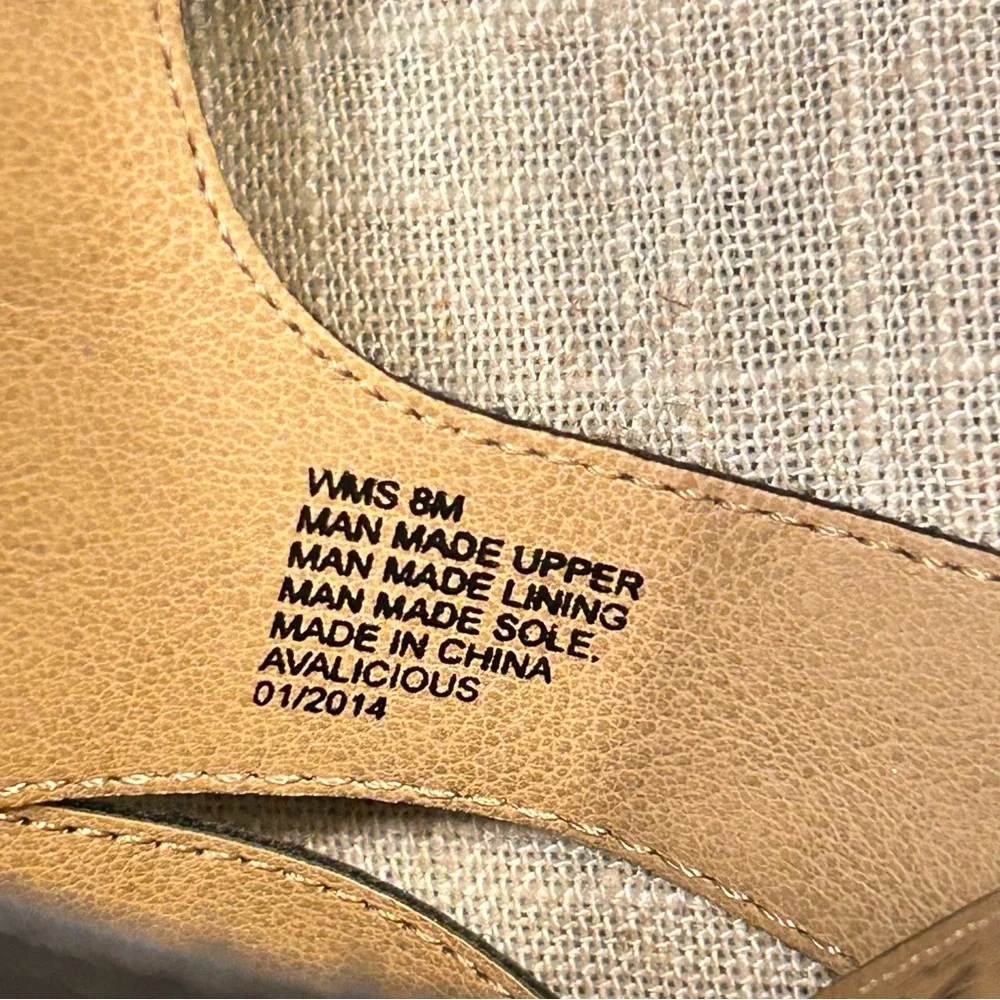 WMS 8M
MAN MADE UPPER
MAN MADE LINING
MAN MADE SOLE.
MADE IN CHINA
AVALICIOUS
01/2014